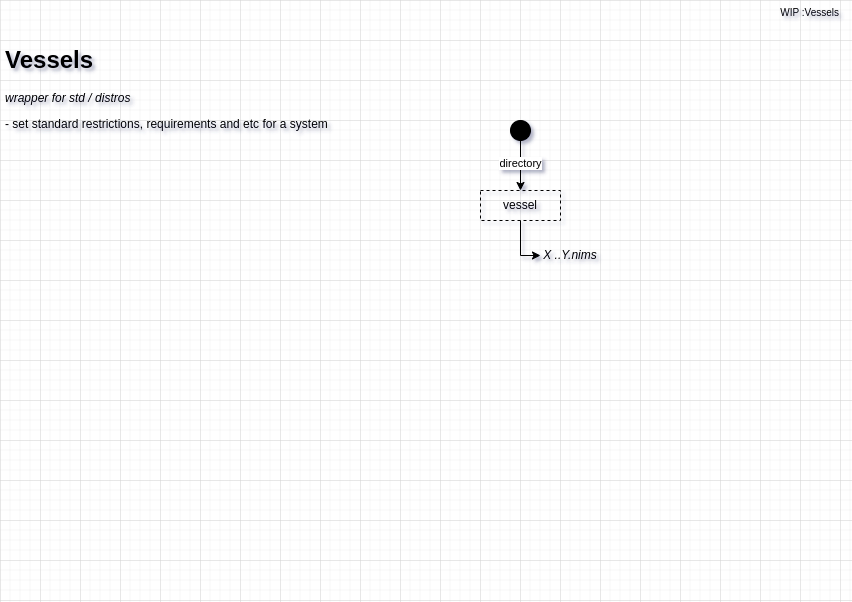 WIP :Vessels
Vessels
wrapper for std / distros
- set standard restrictions, requirements and etc for a system
directory
vessel
X ..Y.nims